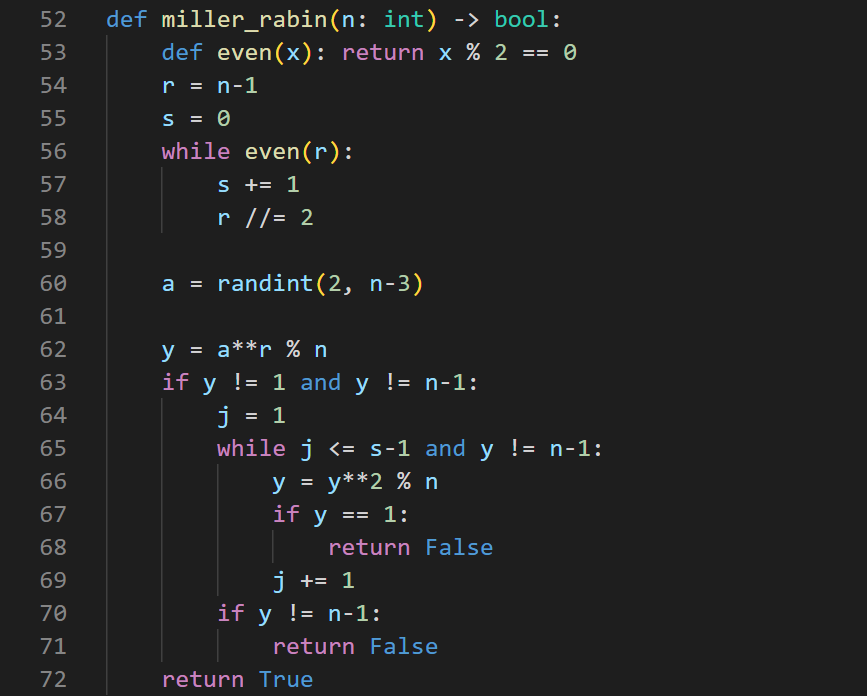 52 def miller_rabin(n: int) -> bool:
53     def even(x): return x % 2 == 0
54     r = n-1
55     s = 0
56     while even(r):
57         s += 1
58         r //= 2
59
60     a = randint(2, n-3)
61
62     y = a**r % n
63     if y != 1 and y != n-1:
64         j = 1
65         while j <= s-1 and y != n-1:
66             y = y**2 % n
67             if y == 1:
68                 return False
69             j += 1
70         if y != n-1:
71             return False
72     return True